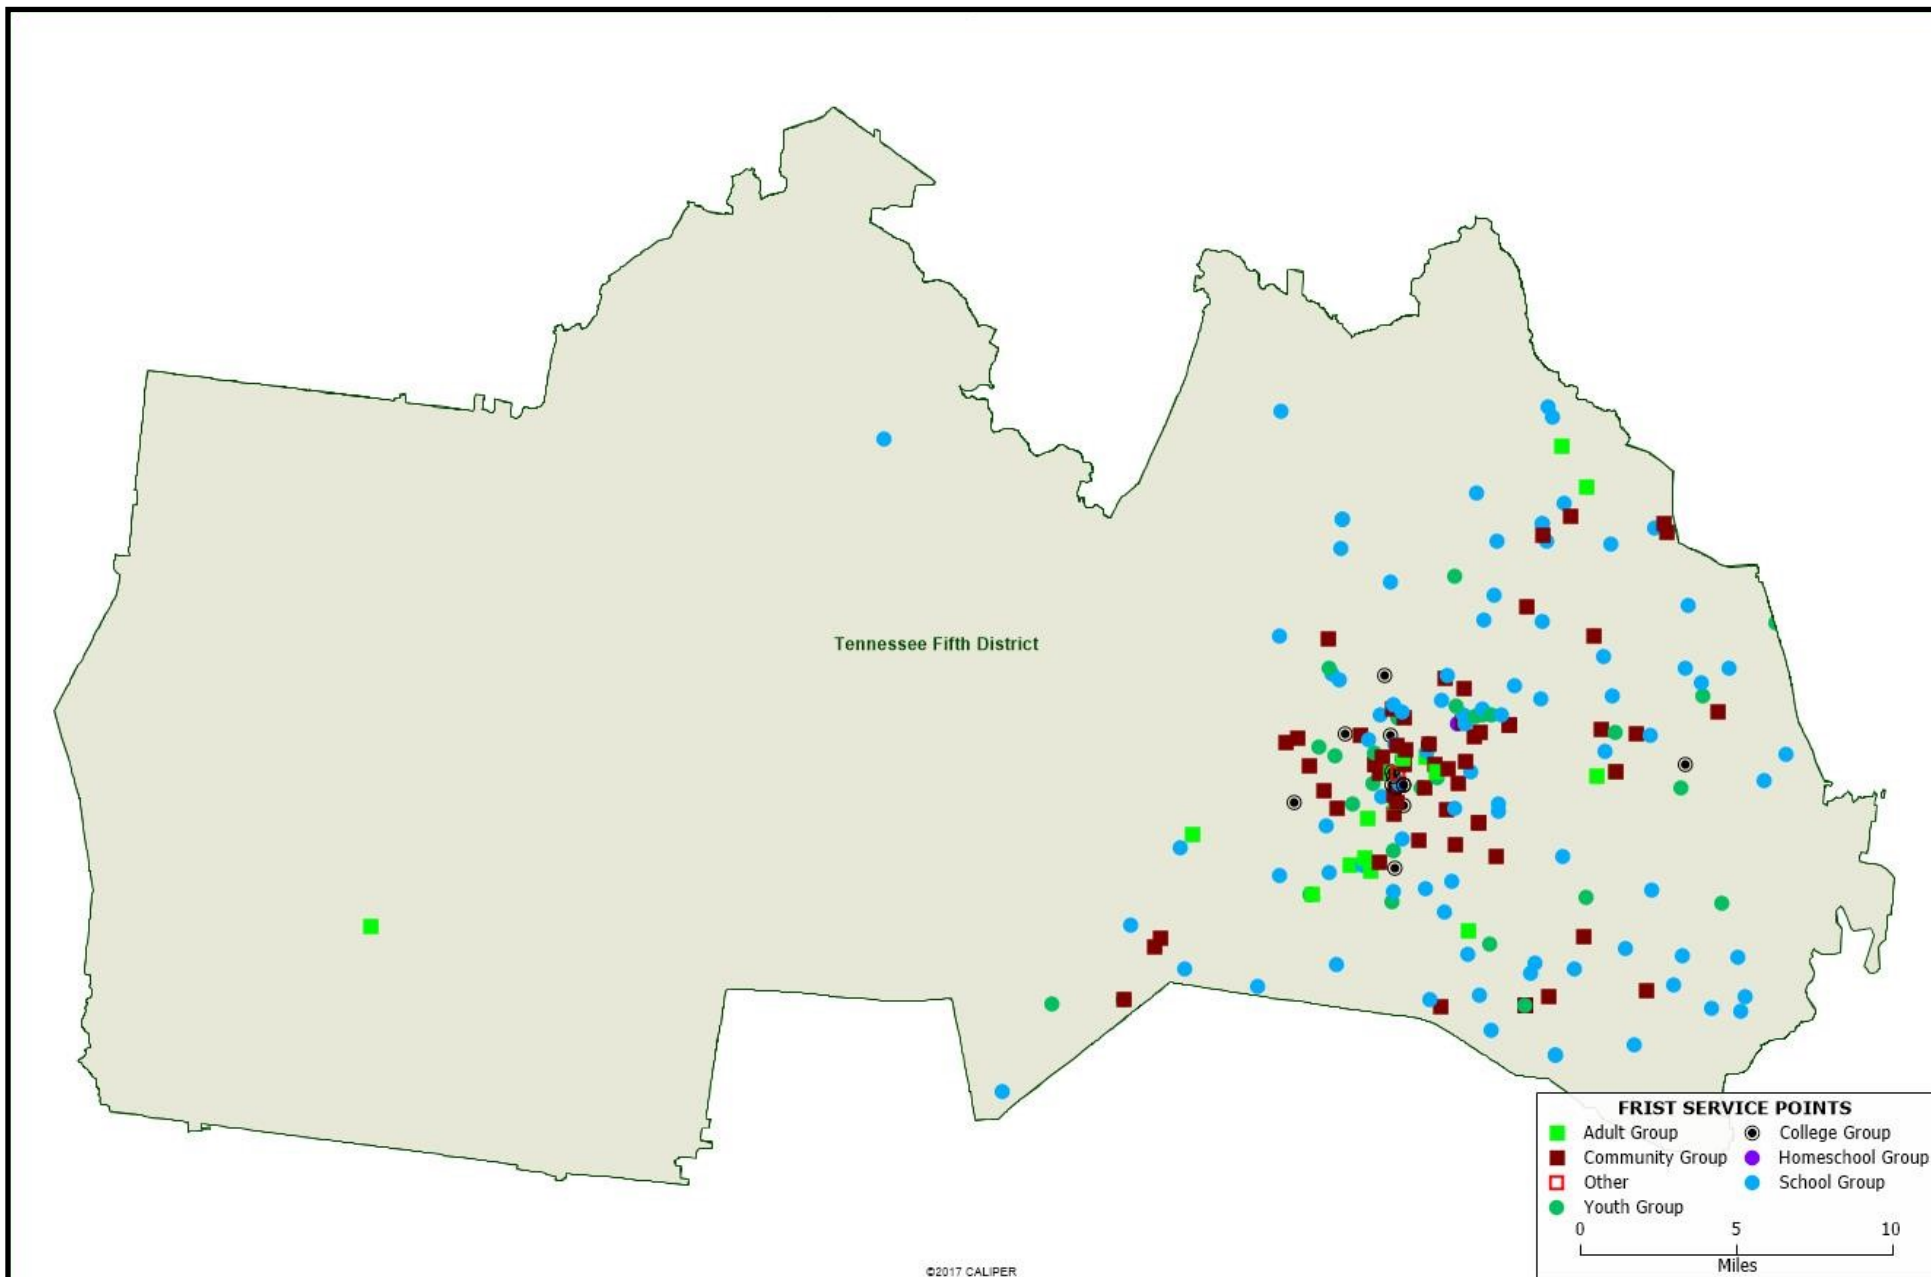 Tennessee Fifth District
FRIST SERVICE POINTS
Adult Group
College Group
Community Group
Homeschool Group
Other
School Group
Youth Group
0 5 10
Miles
©2017 CALIPER